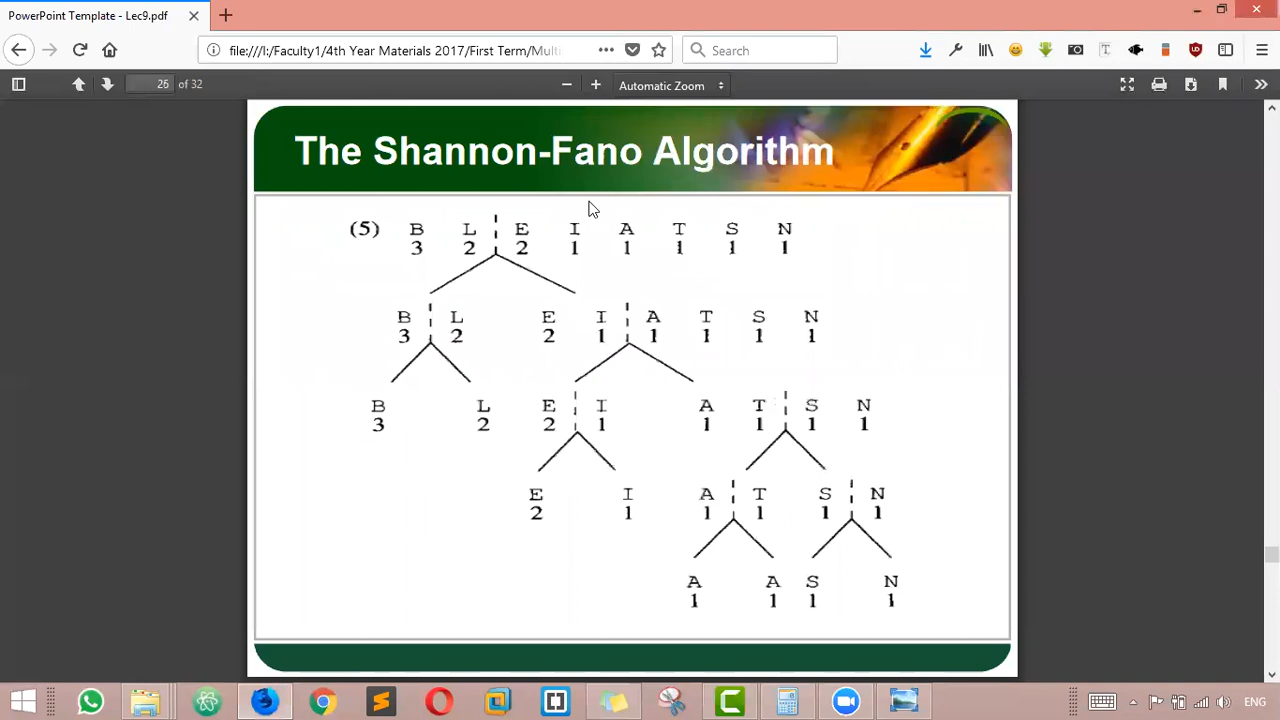 PowerPoint Template - Lec9.pdf
file:///I:/Faculty1/4th Year Materials 2017/First Term/Multi
Search
26 of 32
Automatic Zoom
The Shannon-Fano Algorithm
(5) B L E I A T S N
3 2 2 1 1 1 1 1
B L E I A T S N
3 2 2 1 1 1 1 1
B L E I A T S N
3 2 2 1 1 1 1 1
E I A T S N
2 1 1 1 1 1
A A S N
1 1 1 1
ENG